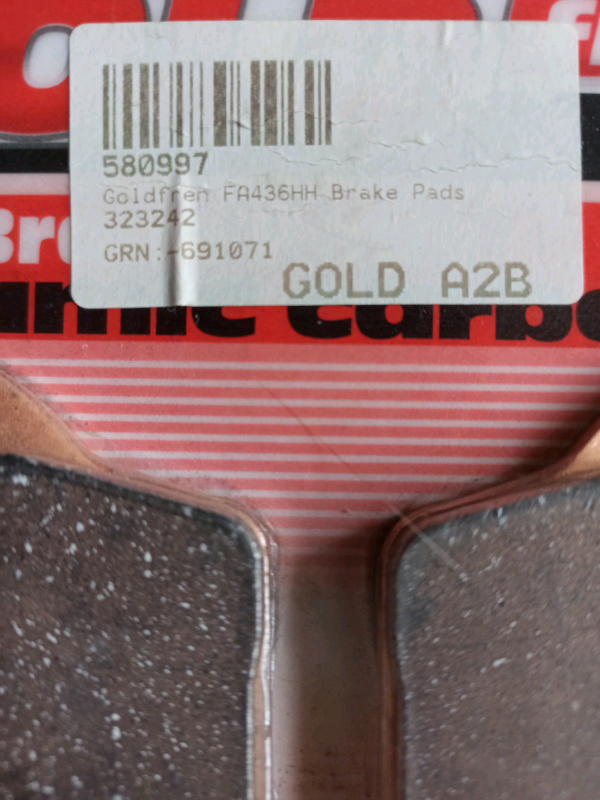 580997
Goldfren FA436HH Brake Pads
323242
GRN:-691071
GOLD A2B